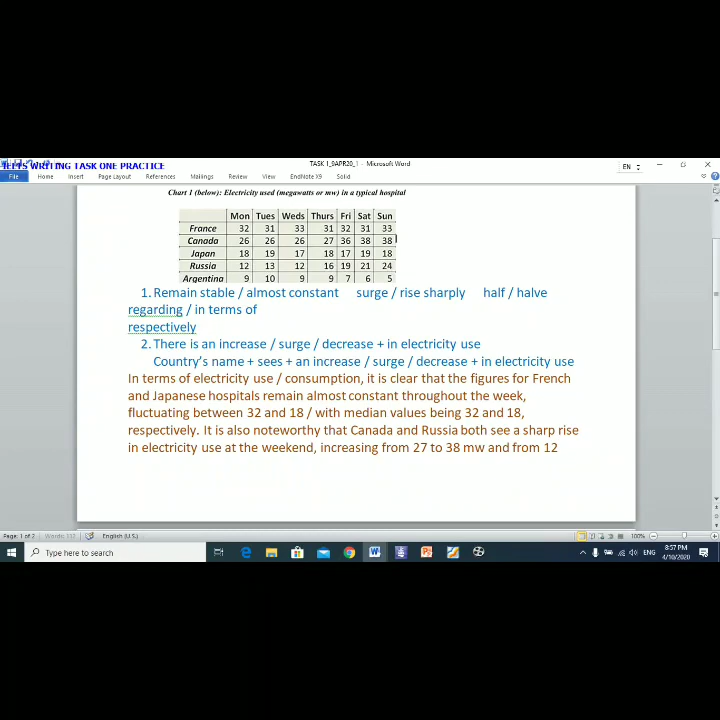 IELTS WRITING TASK ONE PRACTICE
TASK 1_9APR20_1 - Microsoft Word
EN
File Home Insert Page Layout References Mailings Review View EndNote X9 Solid
Chart 1 (below): Electricity used (megawatts or mw) in a typical hospital
Mon Tues Weds Thurs Fri Sat Sun
France 32 31 33 31 32 31 33
Canada 26 26 26 27 36 38 38
Japan 18 19 17 18 17 19 18
Russia 12 13 12 16 19 21 24
Argentina 9 10 9 9 7 6 5
1. Remain stable / almost constant surge / rise sharply half / halve
regarding / in terms of
respectively
2. There is an increase / surge / decrease + in electricity use
Country's name + sees + an increase / surge / decrease + in electricity use
In terms of electricity use / consumption, it is clear that the figures for French
and Japanese hospitals remain almost constant throughout the week,
fluctuating between 32 and 18 / with median values being 32 and 18,
respectively. It is also noteworthy that Canada and Russia both see a sharp rise
in electricity use at the weekend, increasing from 27 to 38 mw and from 12
Page: 1 of 2 Words: 133 English (U.S.) 100%
Type here to search
ENG
8:57 PM
4/10/2020